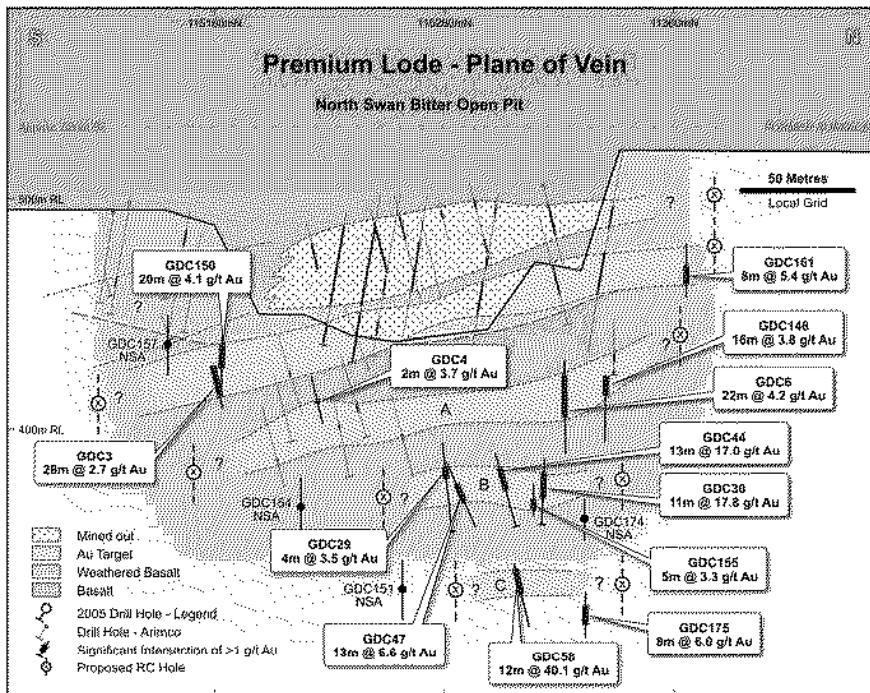 S
N
Premium Lode - Plane of Vein
North Swan Bitter Open Pit
50 Metres
Local Grid
?
GDC150
20m @ 4.1 g/t Au
GDC161
8m @ 5.4 g/t Au
?
GDC157
NSA
GDC4
2m @ 3.7 g/t Au
GDC146
16m @ 3.8 g/t Au
?
?
GDC6
22m @ 4.2 g/t Au
A
400m RL
GDC3
28m @ 2.7 g/t Au
GDC44
13m @ 17.0 g/t Au
?
?
B
?
GDC30
11m @ 17.8 g/t Au
NSA
GDC174
NSA
GDC29
4m @ 3.5 g/t Au
GDC155
5m @ 3.3 g/t Au
Mined out
Au Target
Weathered Basalt
Basalt
2005 Drill Hole - Legend
Drill Hole - Arimco
Significant Intersection of >1 g/t Au
Proposed RC Hole
GDC151
NSA
?
C
?
GDC47
13m @ 6.6 g/t Au
GDC58
12m @ 40.1 g/t Au
GDC175
8m @ 6.0 g/t Au